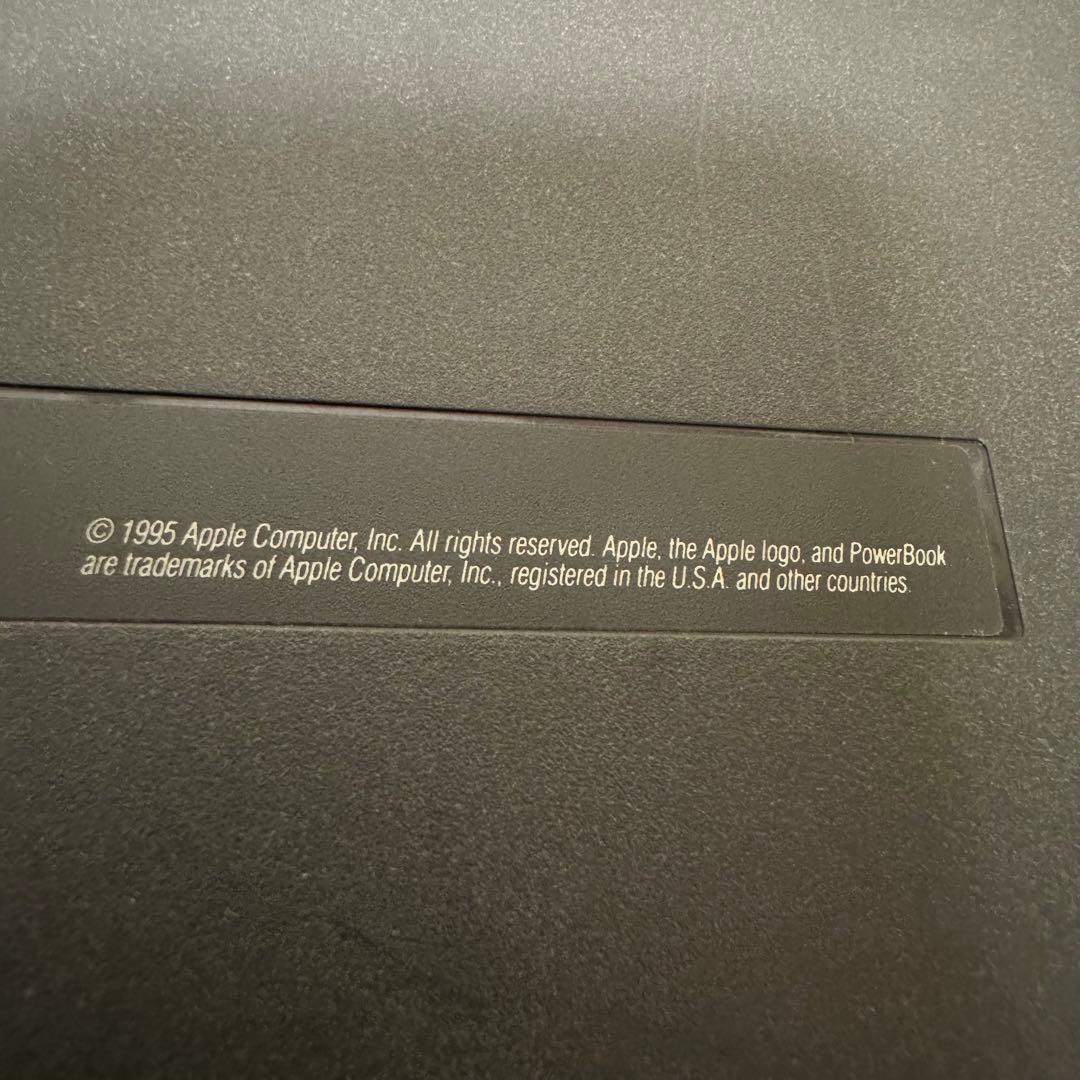 © 1995 Apple Computer, Inc. All rights reserved. Apple, the Apple logo, and PowerBook
are trademarks of Apple Computer, Inc., registered in the U.S.A. and other countries.